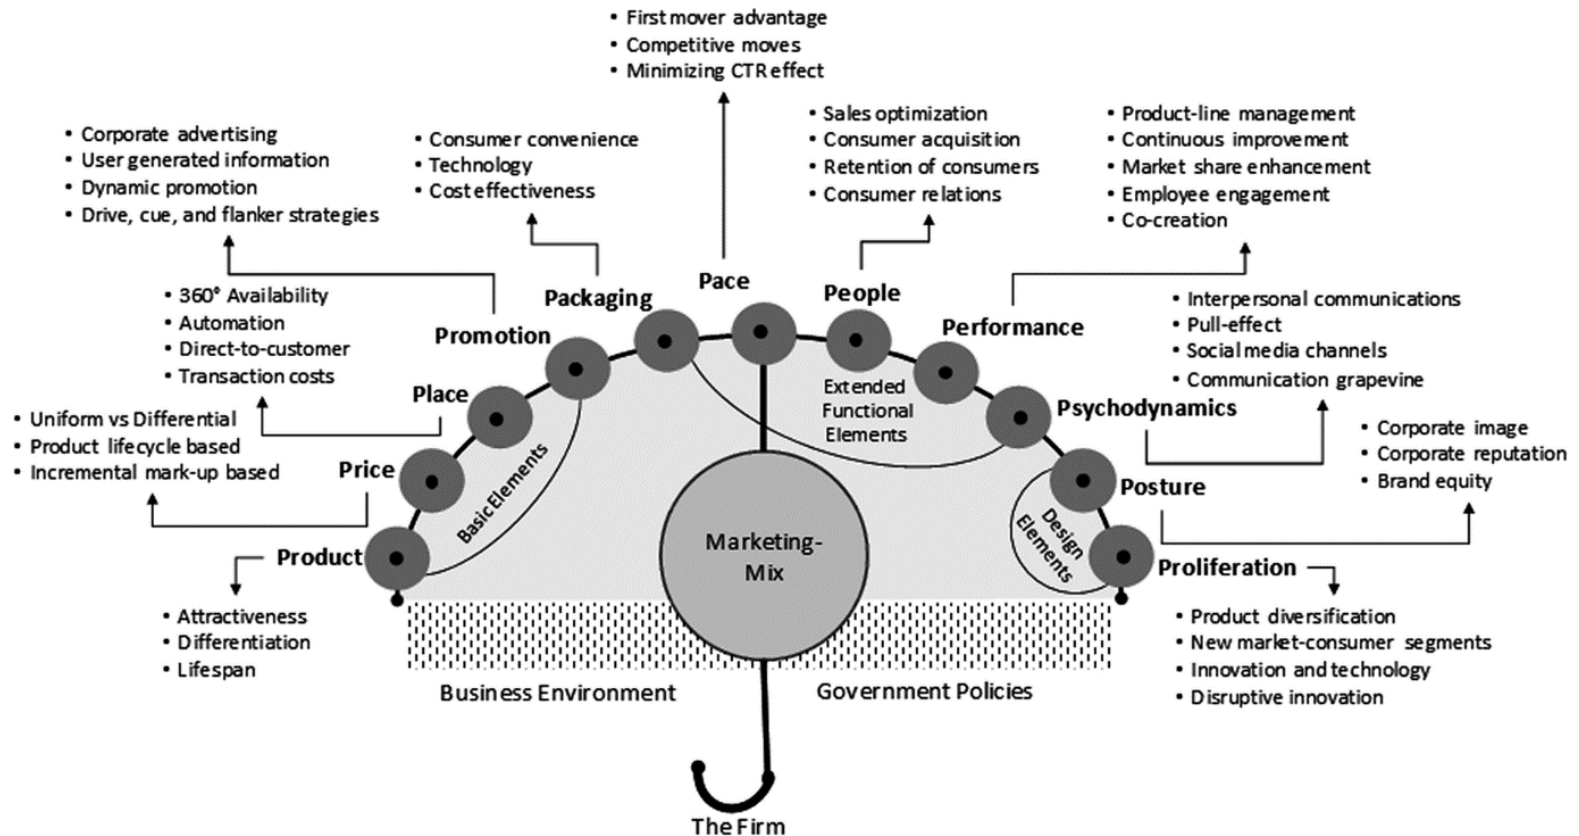 • First mover advantage
• Competitive moves
• Minimizing CTR effect
• Corporate advertising
• User generated information
• Dynamic promotion
• Drive, cue, and flanker strategies
• Consumer convenience
• Technology
• Cost effectiveness
• Sales optimization
• Consumer acquisition
• Retention of consumers
• Consumer relations
• Product-line management
• Continuous improvement
• Market share enhancement
• Employee engagement
• Co-creation
• 360° Availability
• Automation
• Direct-to-customer
• Transaction costs
• Interpersonal communications
• Pull-effect
• Social media channels
• Communication grapevine
• Uniform vs Differential
• Product lifecycle based
• Incremental mark-up based
• Corporate image
• Corporate reputation
• Brand equity
Product
Price
Place
Promotion
Packaging
Pace
People
Performance
Psychodynamics
Posture
Proliferation
Basic Elements
Extended
Functional
Elements
Design
Elements
Marketing-
Mix
• Attractiveness
• Differentiation
• Lifespan
• Product diversification
• New market-consumer segments
• Innovation and technology
• Disruptive innovation
Business Environment
Government Policies
The Firm